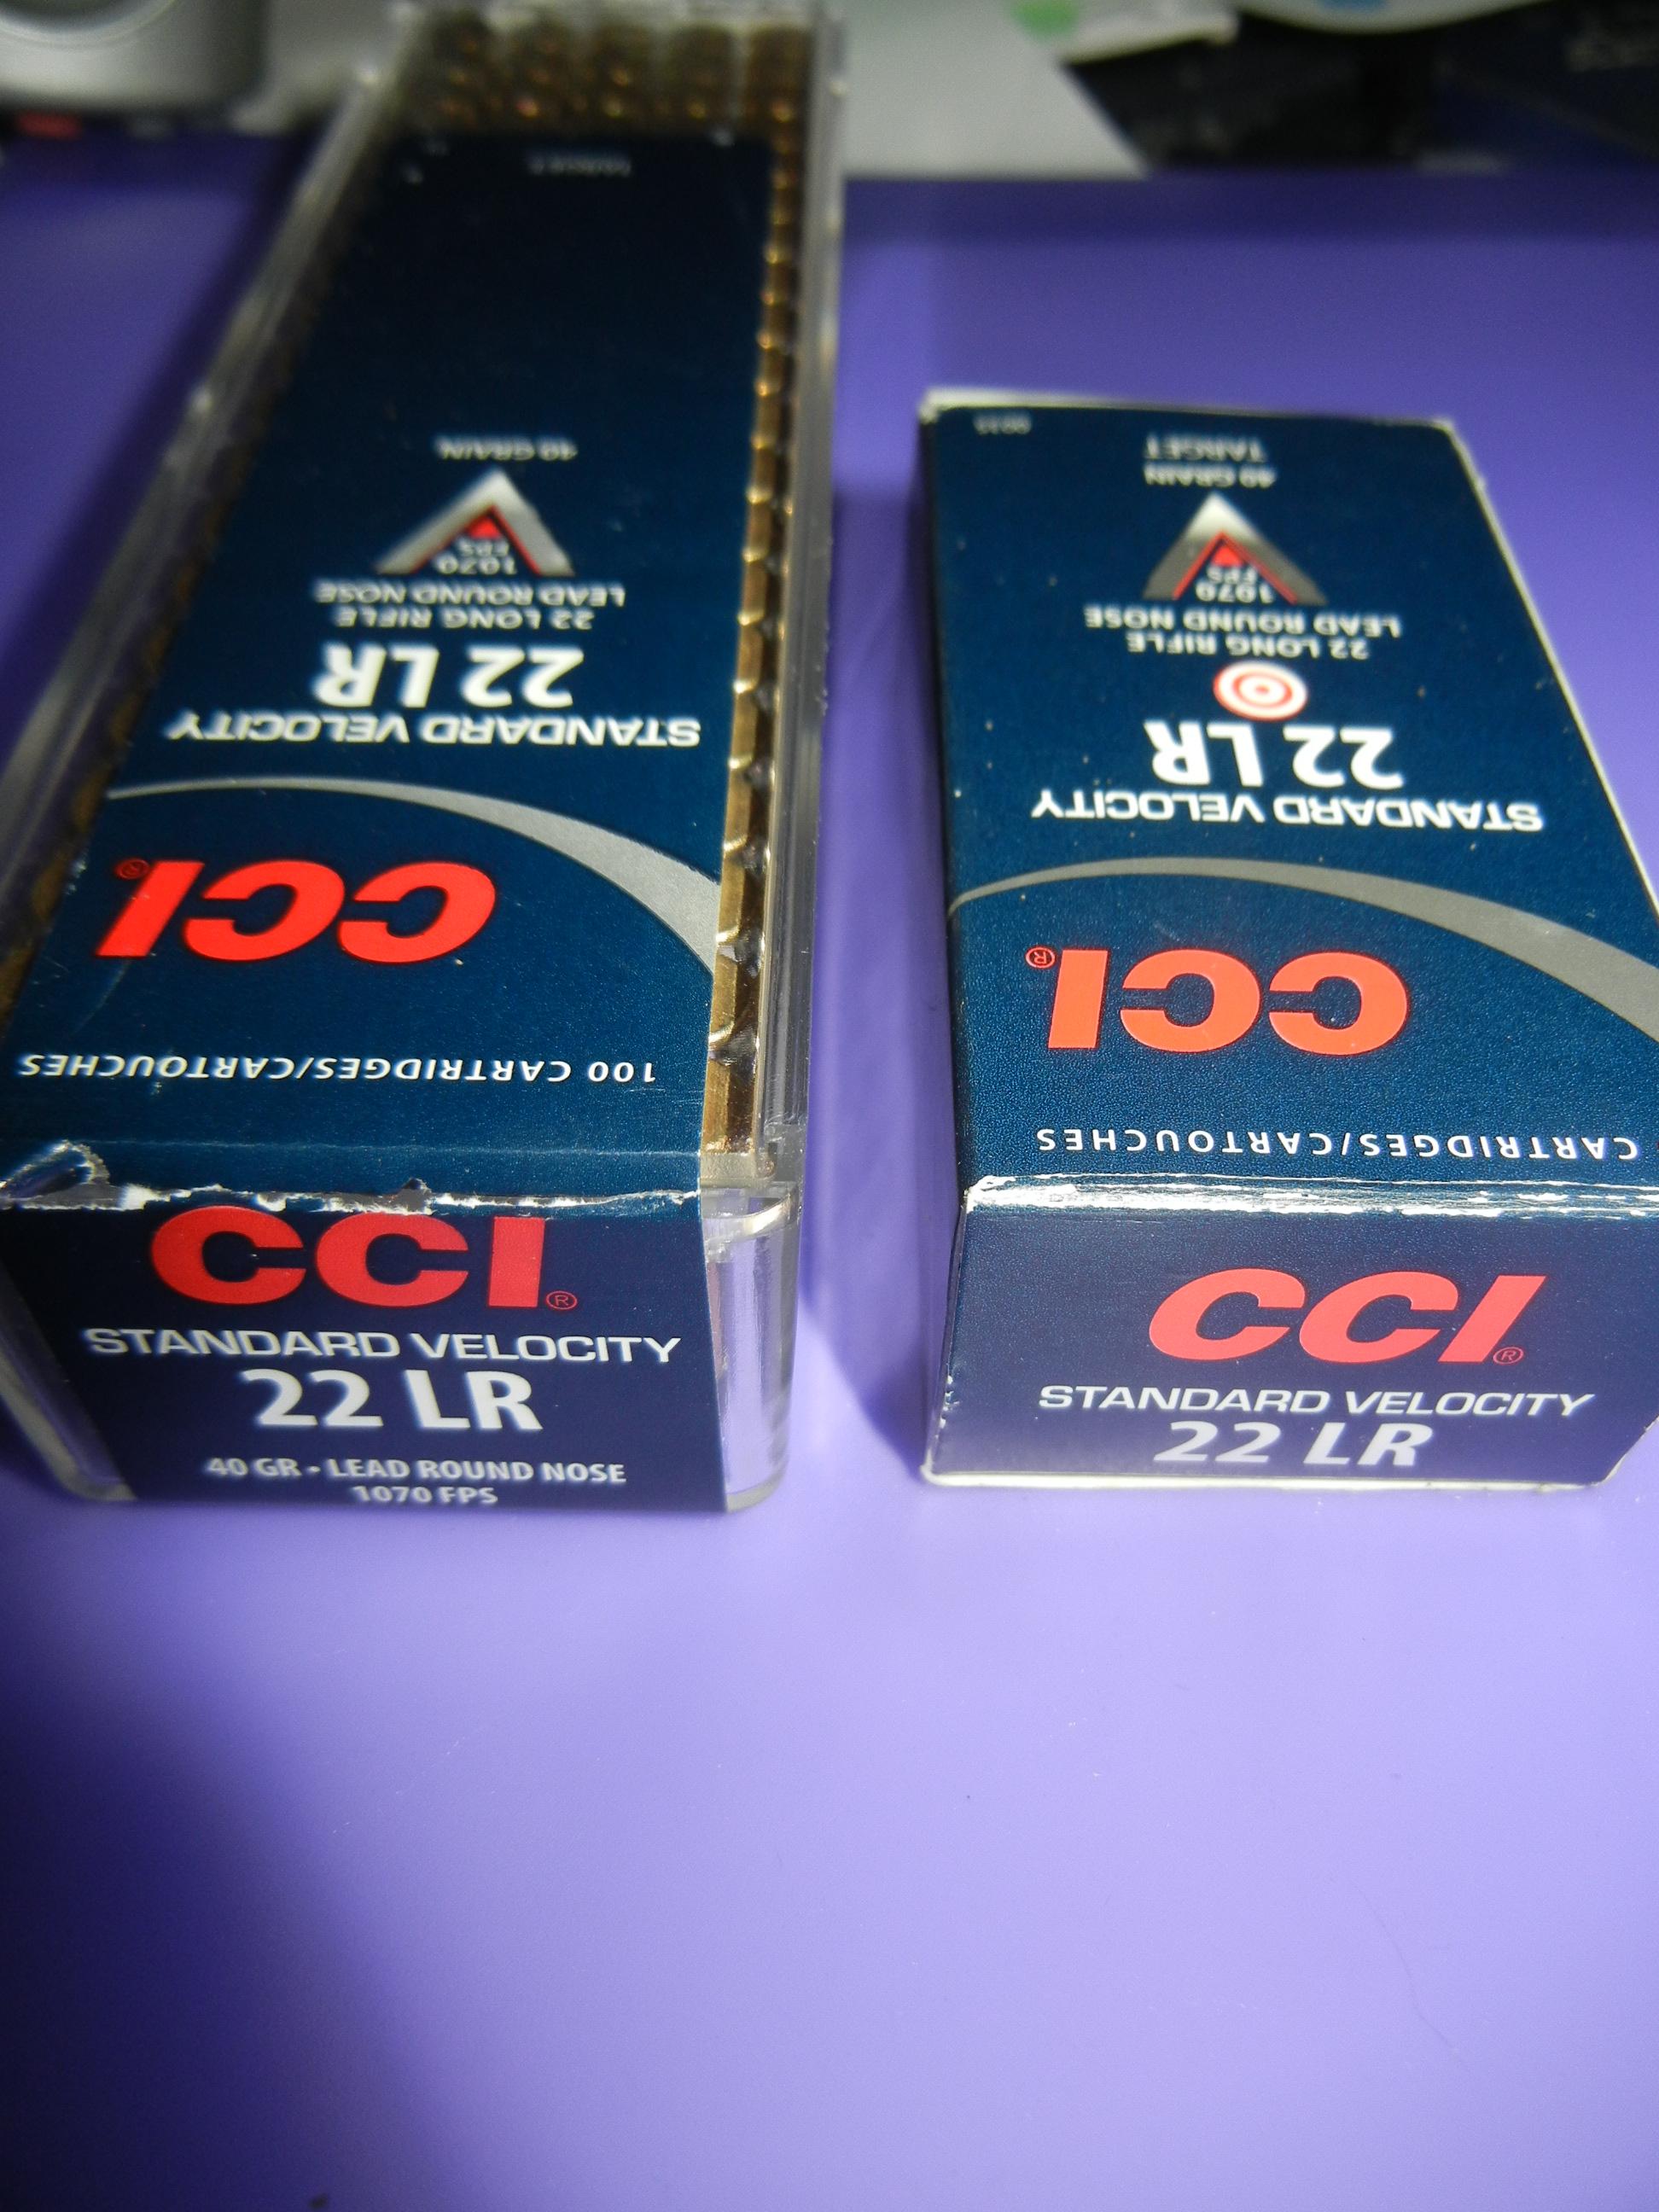 100 CARTRIDGES/CARTOUCHES
CCI®
STANDARD VELOCITY
22 LR
22 LONG RIFLE
LEAD ROUND NOSE
1070
FPS
40 GRAIN
TARGET
CCI®
STANDARD VELOCITY
22 LR
40 GR - LEAD ROUND NOSE
1070 FPS
CARTRIDGES/CARTOUCHES
CCI®
STANDARD VELOCITY
22 LR
22 LONG RIFLE
LEAD ROUND NOSE
1070
FPS
40 GRAIN
TARGET
CCI®
STANDARD VELOCITY
22 LR